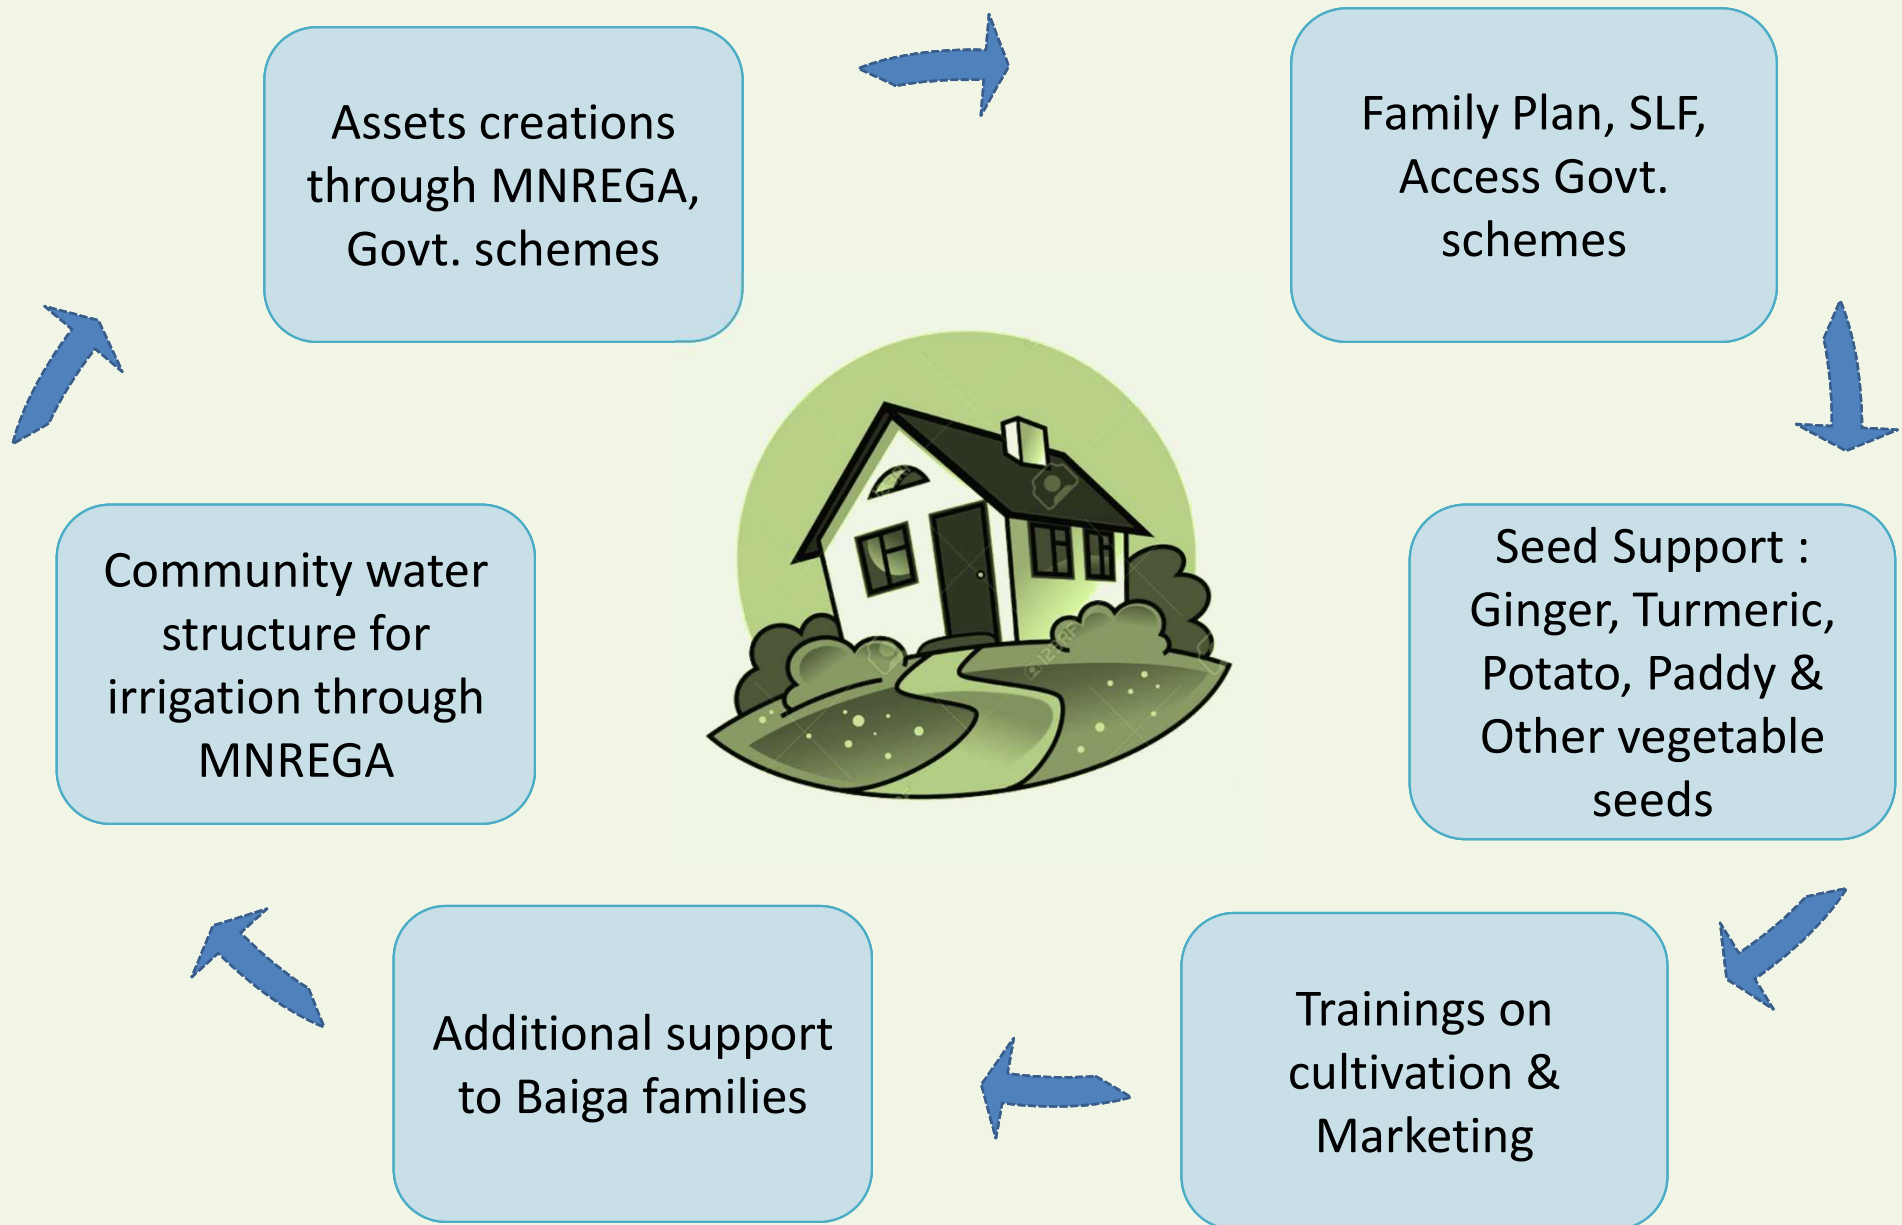 Assets creations
through MNREGA,
Govt. schemes
Family Plan, SLF,
Access Govt.
schemes
Seed Support :
Ginger, Turmeric,
Potato, Paddy &
Other vegetable
seeds
Trainings on
cultivation &
Marketing
Additional support
to Baiga families
Community water
structure for
irrigation through
MNREGA